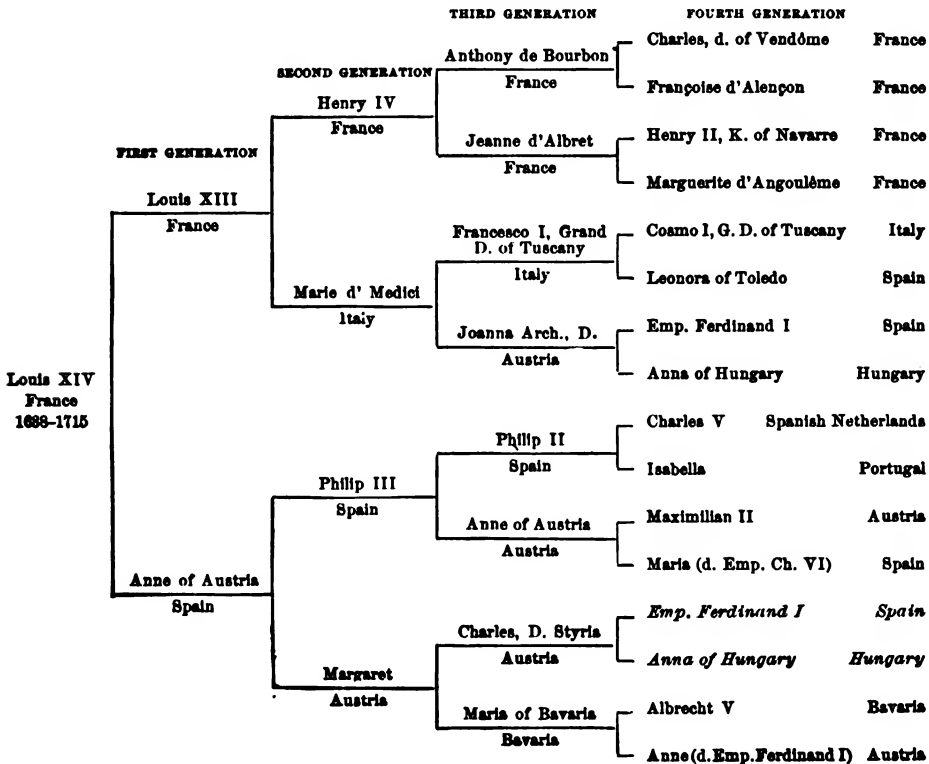 THIRD GENERATION FOURTH GENERATION
Charles, d. of Vendôme France
Anthony de Bourbon
France
SECOND GENERATION
Françoise d'Alençon France
Henry IV
France
Henry II, K. of Navarre France
Jeanne d'Albret
France
FIRST GENERATION
Marguerite d'Angoulême France
Louis XIII
France
Cosmo I, G. D. of Tuscany Italy
Francesco I, Grand
D. of Tuscany
Italy
Leonora of Toledo Spain
Marie d' Medici
Italy
Emp. Ferdinand I Spain
Joanna Arch., D.
Austria
Anna of Hungary Hungary
Louis XIV
France
1638–1715
Charles V Spanish Netherlands
Philip II
Spain
Isabella Portugal
Philip III
Spain
Maximilian II Austria
Anne of Austria
Austria
Maria (d. Emp. Ch. VI) Spain
Anne of Austria
Spain
Emp. Ferdinand I Spain
Charles, D. Styria
Austria
Anna of Hungary Hungary
Margaret
Austria
Albrecht V Bavaria
Maria of Bavaria
Bavaria
Anne (d. Emp. Ferdinand I) Austria